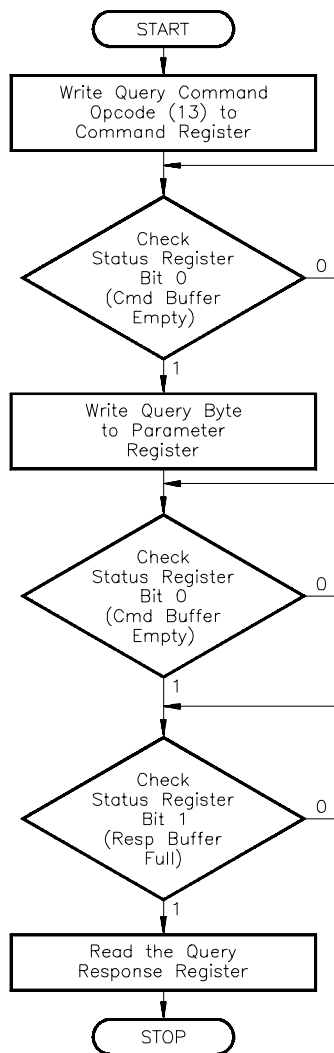 START
Write Query Command
Opcode (13) to
Command Register
Check
Status Register
Bit 0
(Cmd Buffer
Empty)
0
1
Write Query Byte
to Parameter
Register
Check
Status Register
Bit 0
(Cmd Buffer
Empty)
0
1
Check
Status Register
Bit 1
(Resp Buffer
Full)
0
1
Read the Query
Response Register
STOP